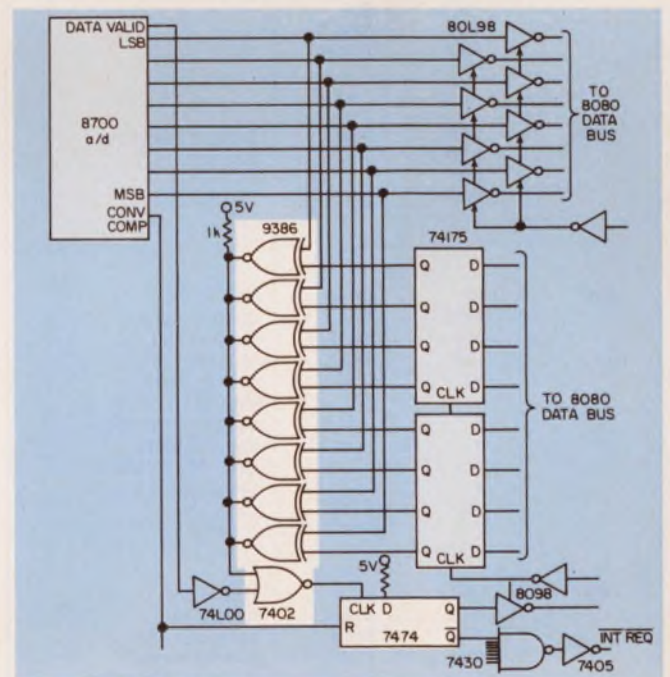 DATA VALID
LSB
8700
a/d
MSB
CONV
COMP
80L98
TO
8080
DATA
BUS
5V
1k
9386
74175
Q D
Q D
Q D
Q D
CLK
TO 8080
DATA BUS
Q D
Q D
Q D
Q D
CLK
5V
8098
74L00
7402
CLK D Q
R
7474
Q
7430
7405
INT REQ